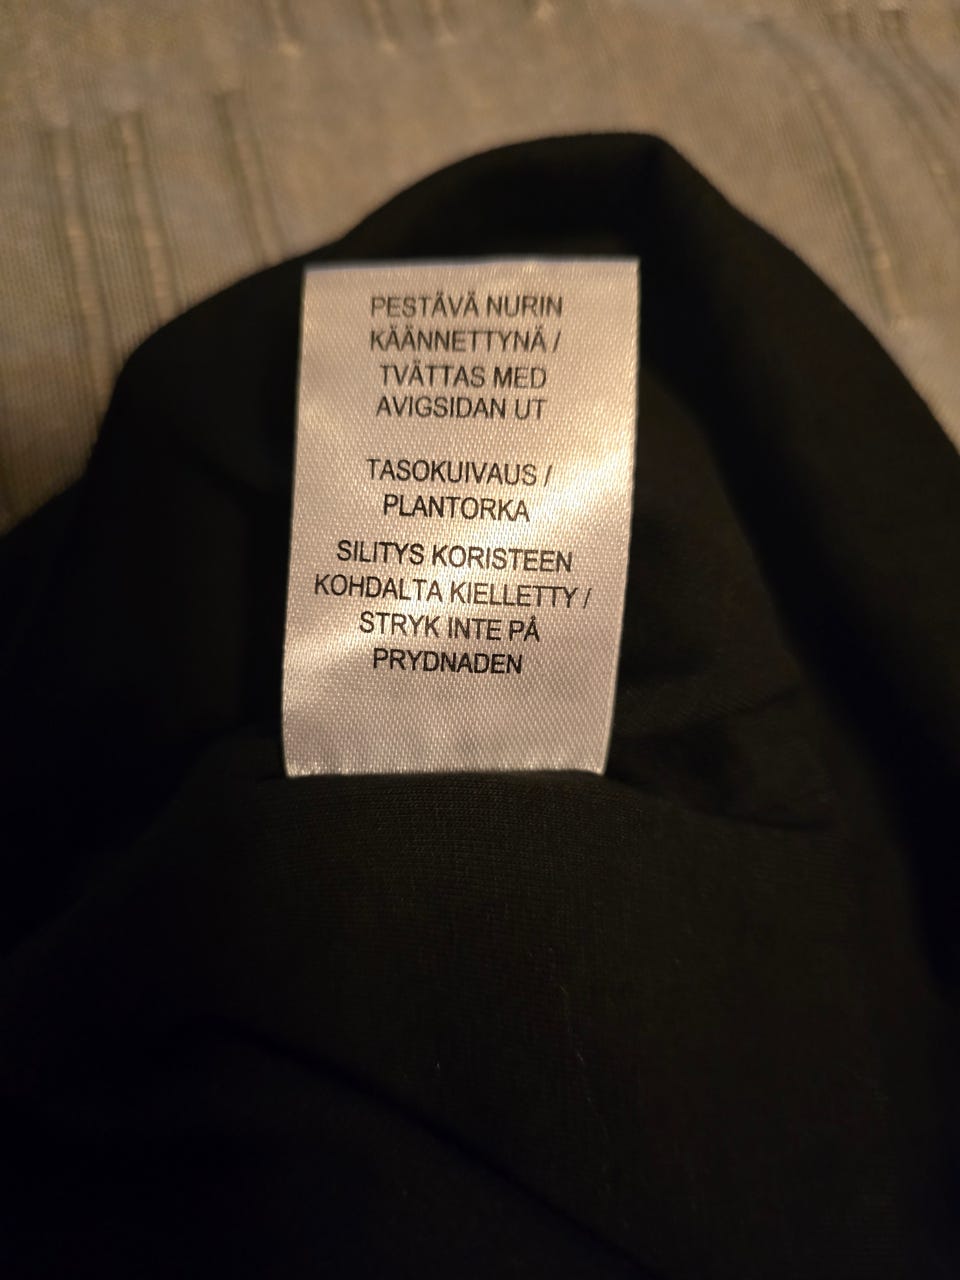 PESTÄVÄ NURIN
KÄÄNNETTYNÄ /
TVÄTTAS MED
AVIGSIDAN UT
TASOKUIVAUS /
PLANTORKA
SILITYS KORISTEEN
KOHDALTA KIELLETTY /
STRYK INTE PÅ
PRYDNADEN